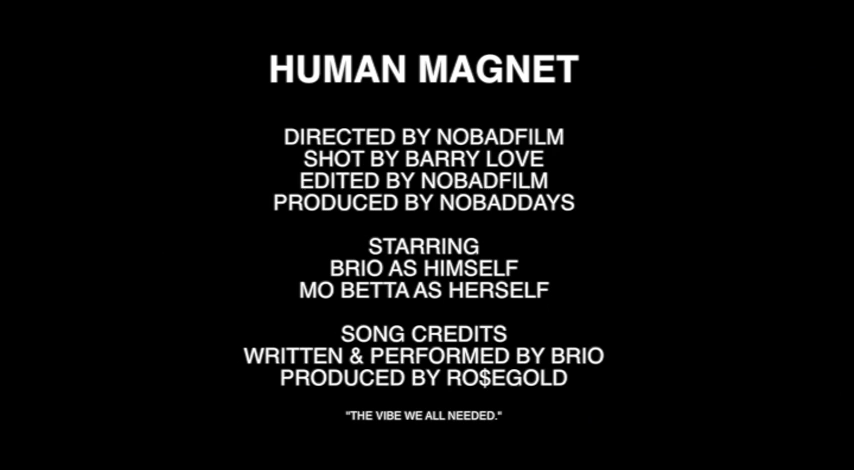 HUMAN MAGNET
DIRECTED BY NOBADFILM
SHOT BY BARRY LOVE
EDITED BY NOBADFILM
PRODUCED BY NOBADDAYS
STARRING
BRIO AS HIMSELF
MO BETTA AS HERSELF
SONG CREDITS
WRITTEN & PERFORMED BY BRIO
PRODUCED BY RO$EGOLD
"THE VIBE WE ALL NEEDED."